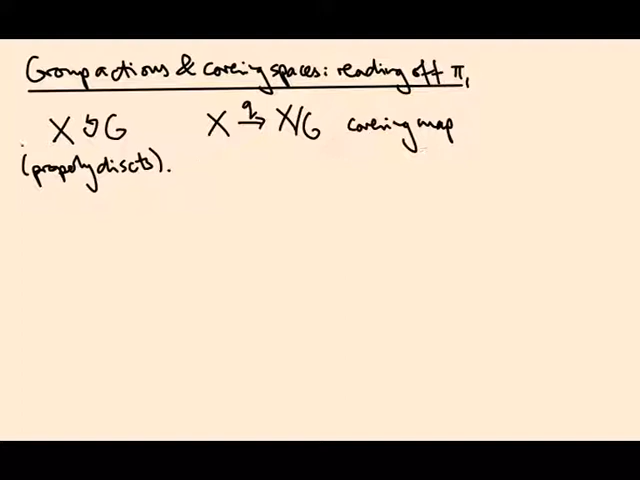 Group actions & covering spaces: reading off π₁
X ↺ G X →q X/G covering map
(properly discts).